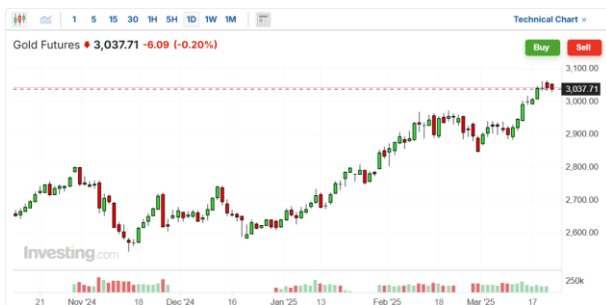 1 5 15 30 1H 5H 1D 1W 1M Technical Chart »
Gold Futures 3,037.71 -6.09 (-0.20%) Buy Sell
3,100.00
3,037.71
3,000.00
2,900.00
2,800.00
2,700.00
2,600.00
Investing.com
250k
21 Nov '24 18 Dec '24 16 Jan '25 13 Feb '25 18 Mar '25 17